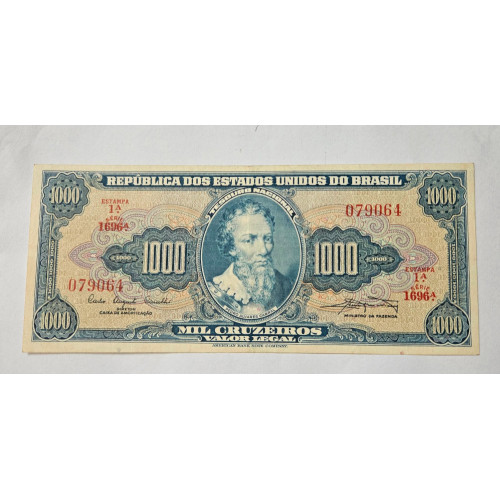 REPÚBLICA DOS ESTADOS UNIDOS DO BRASIL
TESOURO NACIONAL
1000
1000
ESTAMPA
1ª
SÉRIE
1696ª
079064
1000
1000
079064
ESTAMPA
1ª
SÉRIE
1696ª
DIRETOR
CAIXA DE AMORTIZAÇÃO
MINISTRO DA FAZENDA
1000
1000
MIL CRUZEIROS
VALOR LEGAL
AMERICAN BANK NOTE COMPANY.